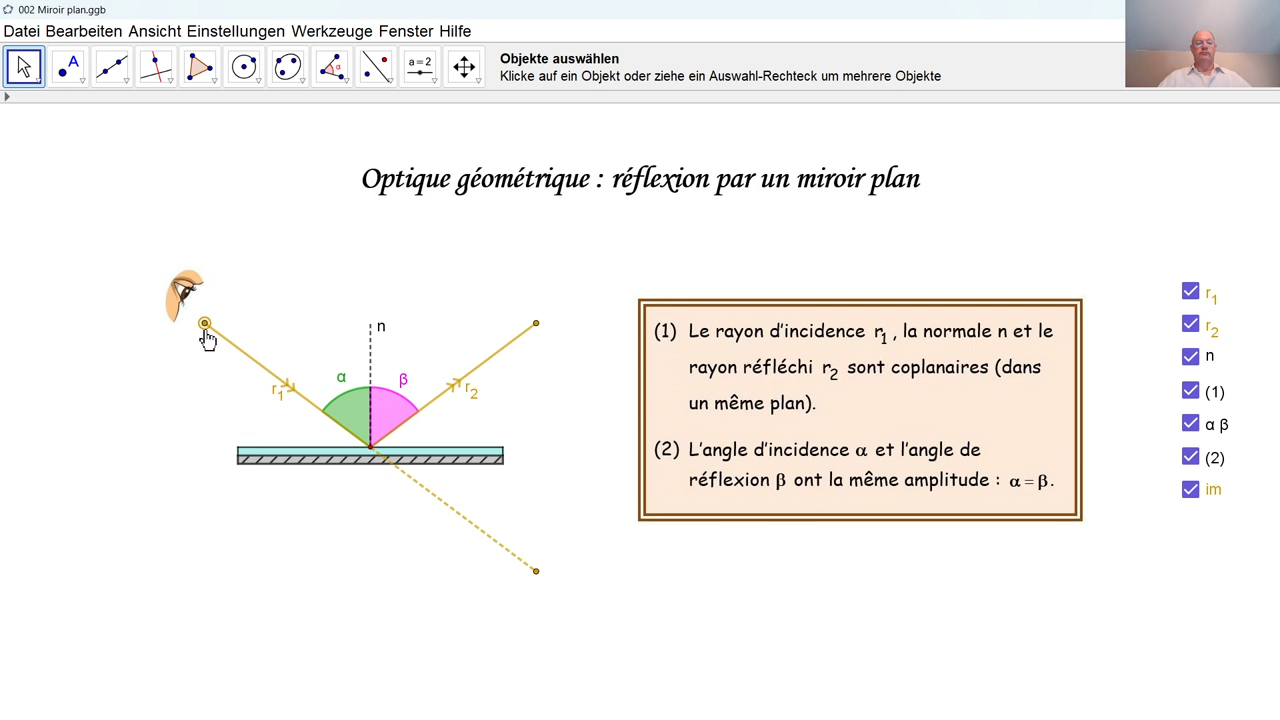 002 Miroir plan.ggb
Datei Bearbeiten Ansicht Einstellungen Werkzeuge Fenster Hilfe
A
α
a = 2
Objekte auswählen
Klicke auf ein Objekt oder ziehe ein Auswahl-Rechteck um mehrere Objekte
Optique géométrique : réflexion par un miroir plan
n
α
β
r1
r2
(1) Le rayon d'incidence r1 , la normale n et le
rayon réfléchi r2 sont coplanaires (dans
un même plan).
(2) L'angle d'incidence α et l'angle de
réflexion β ont la même amplitude : α = β.
r1
r2
n
(1)
α β
(2)
im